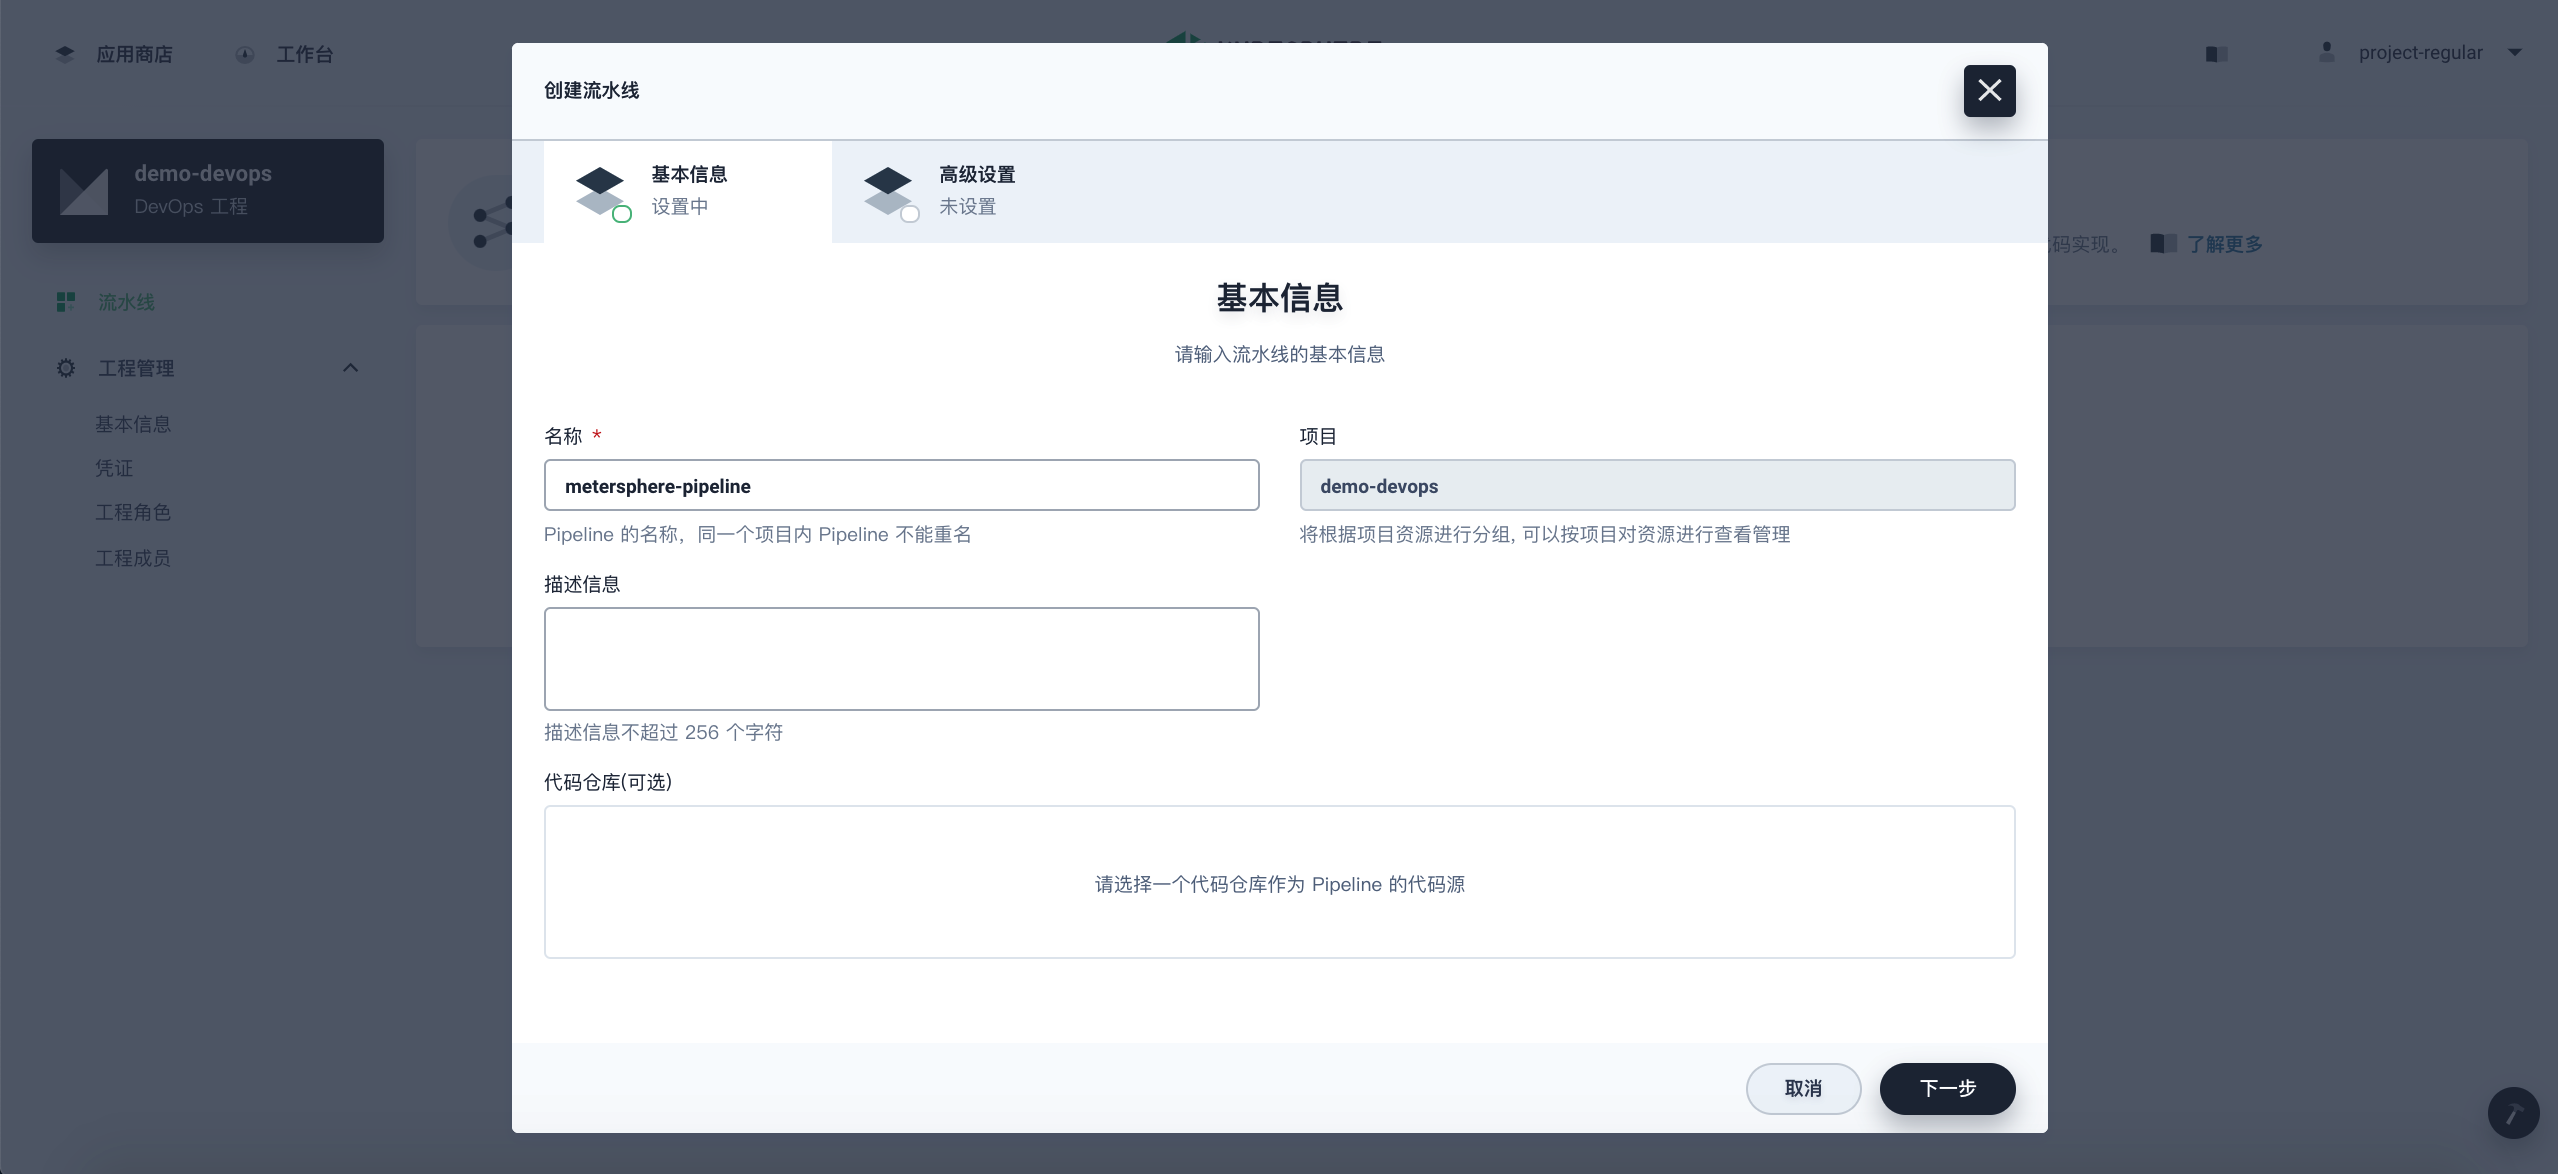 应用商店
工作台
project-regular
创建流水线
demo-devops
DevOps 工程
基本信息
设置中
高级设置
未设置
码实现。
了解更多
流水线
工程管理
基本信息
凭证
工程角色
工程成员
基本信息
请输入流水线的基本信息
名称 *
项目
metersphere-pipeline
demo-devops
Pipeline 的名称，同一个项目内 Pipeline 不能重名
将根据项目资源进行分组, 可以按项目对资源进行查看管理
描述信息
描述信息不超过 256 个字符
代码仓库(可选)
请选择一个代码仓库作为 Pipeline 的代码源
取消
下一步